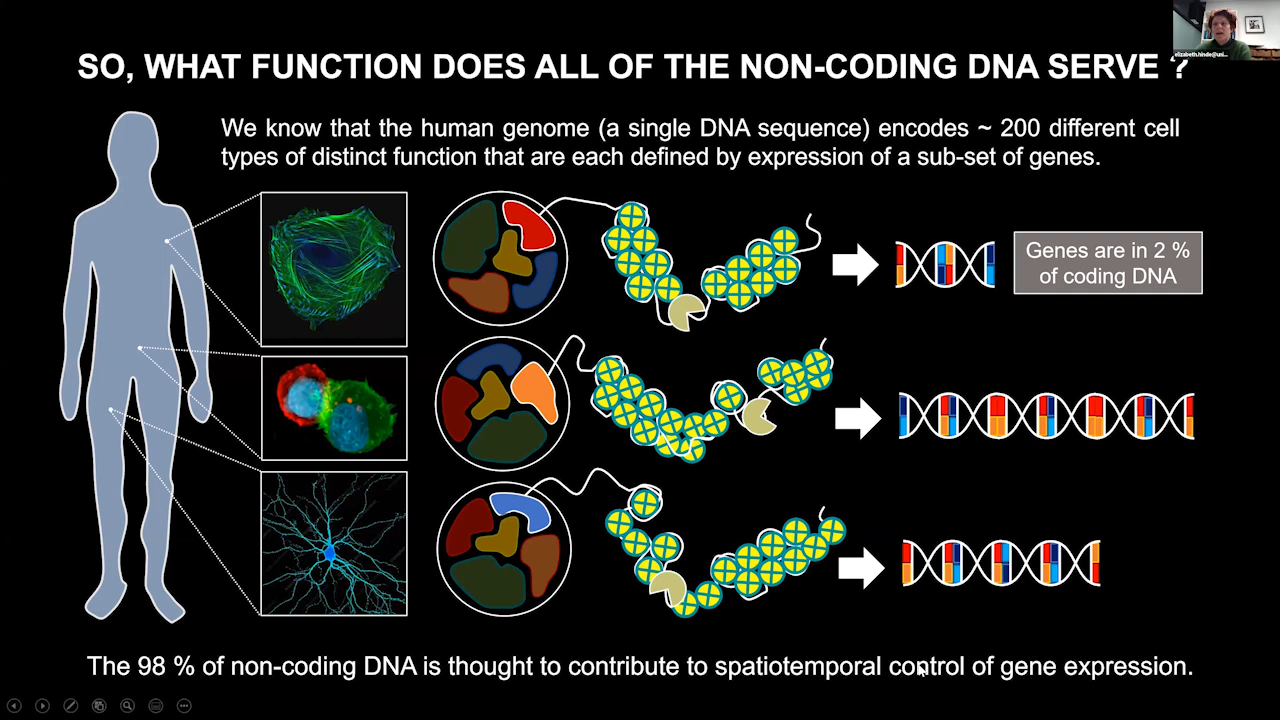 elizabeth.hinde@uni...
SO, WHAT FUNCTION DOES ALL OF THE NON-CODING DNA SERVE ?
We know that the human genome (a single DNA sequence) encodes ~ 200 different cell
types of distinct function that are each defined by expression of a sub-set of genes.
Genes are in 2 %
of coding DNA
The 98 % of non-coding DNA is thought to contribute to spatiotemporal control of gene expression.